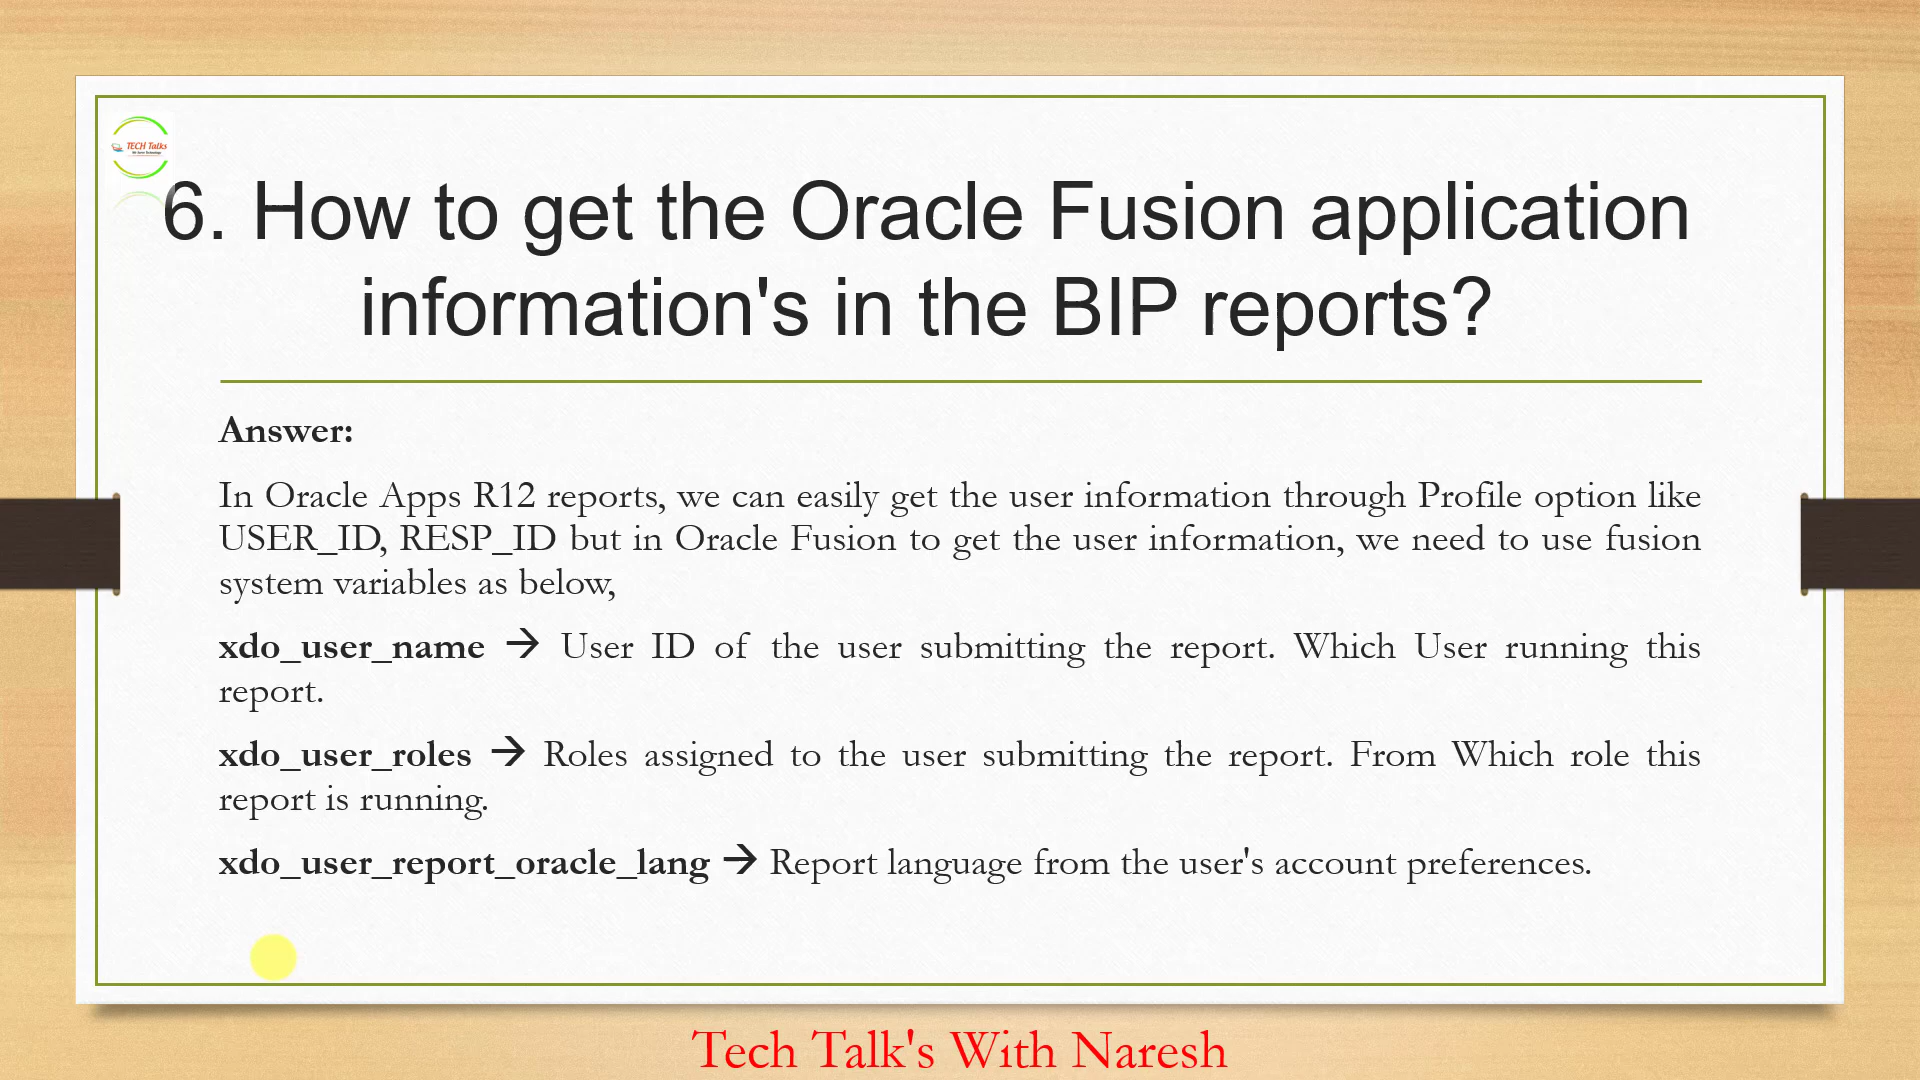 TECH Talks
6. How to get the Oracle Fusion application
information's in the BIP reports?
Answer:
In Oracle Apps R12 reports, we can easily get the user information through Profile option like
USER_ID, RESP_ID but in Oracle Fusion to get the user information, we need to use fusion
system variables as below,
xdo_user_name → User ID of the user submitting the report. Which User running this
report.
xdo_user_roles → Roles assigned to the user submitting the report. From Which role this
report is running.
xdo_user_report_oracle_lang → Report language from the user's account preferences.
Tech Talk's With Naresh